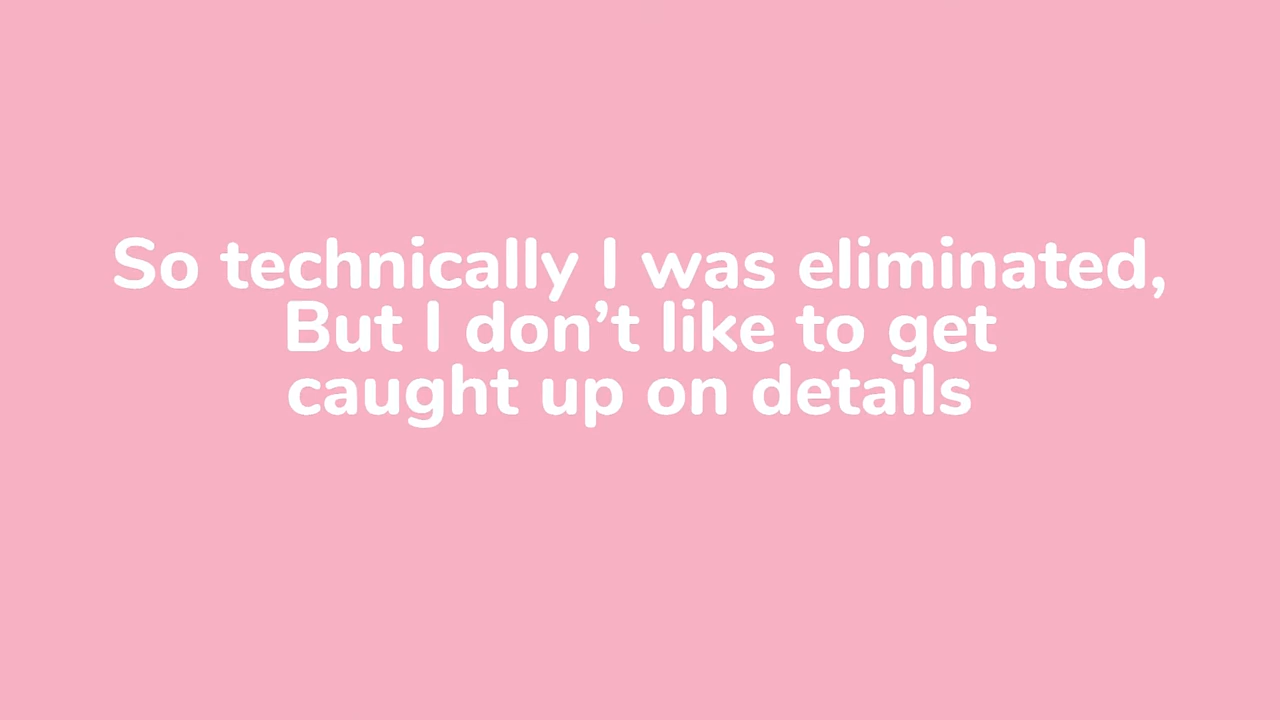 So technically I was eliminated,
But I don’t like to get
caught up on details